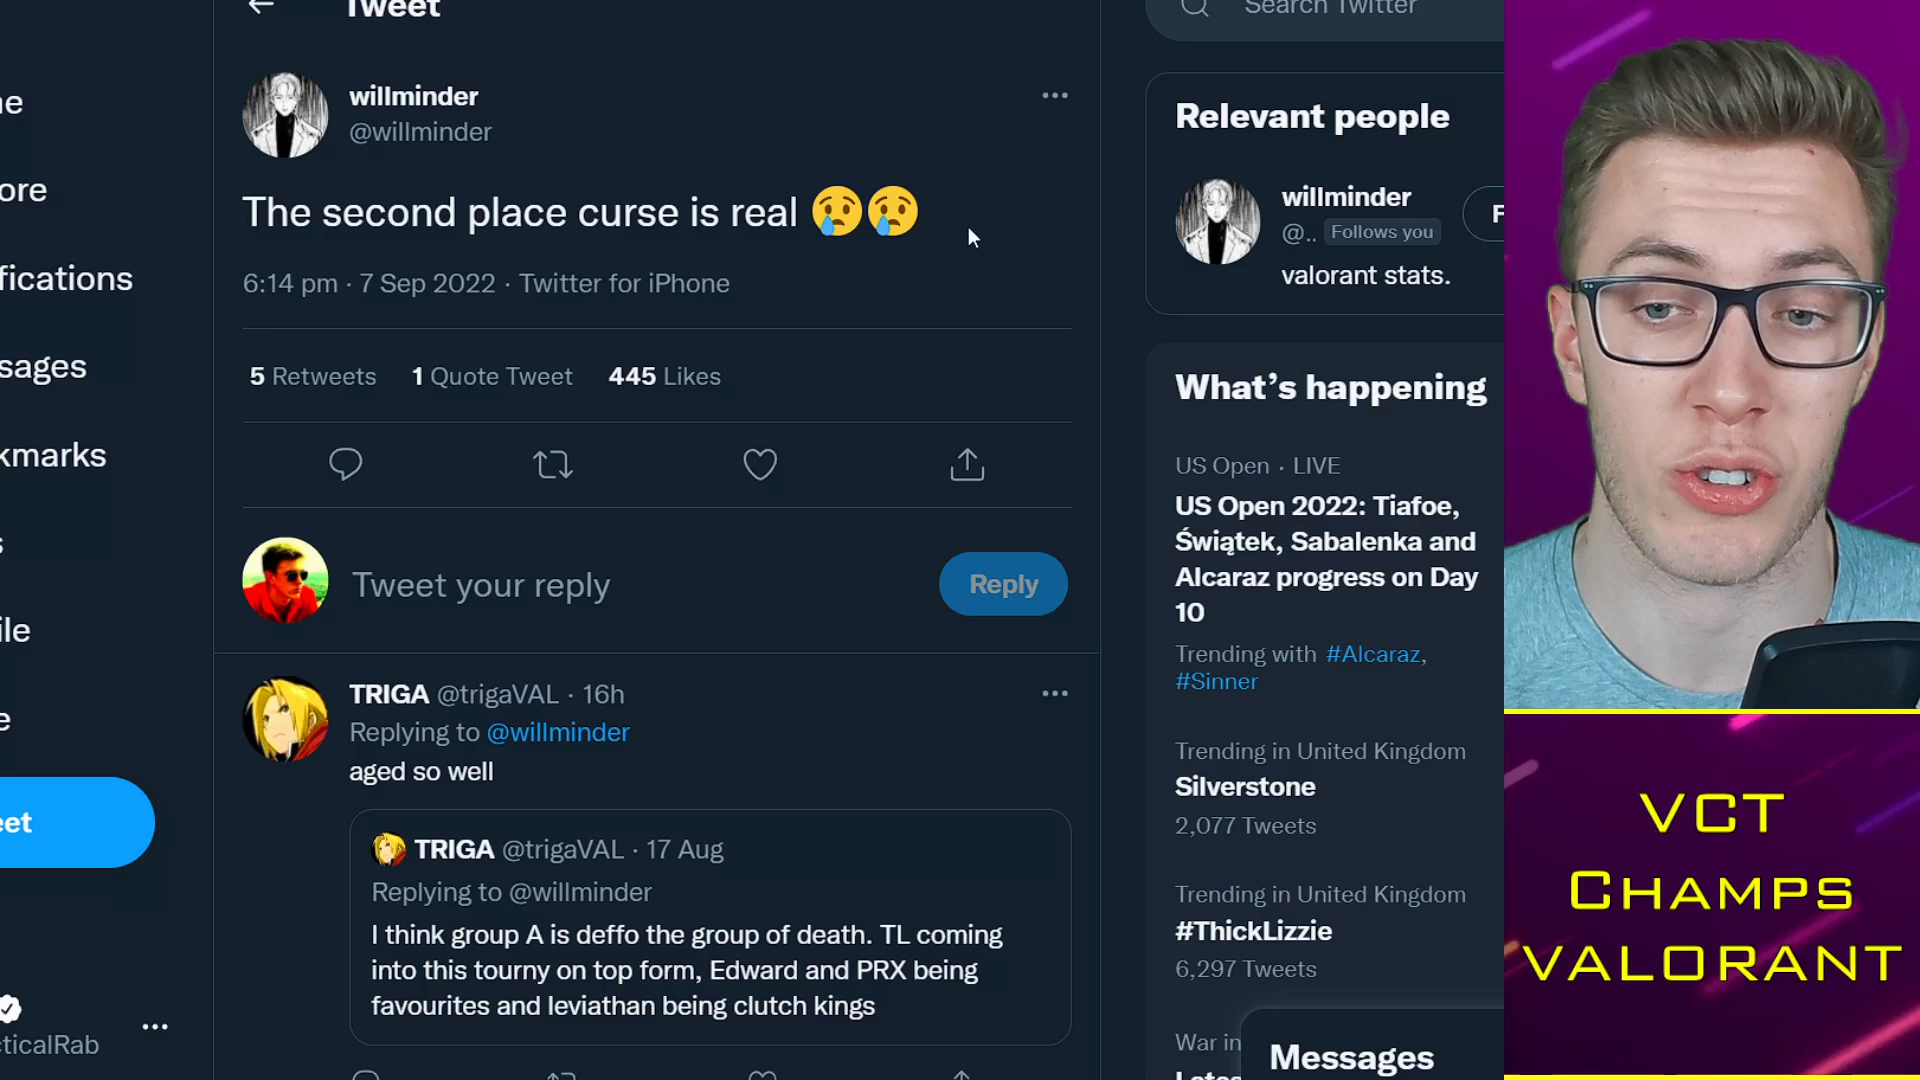 Tweet
Search Twitter
willminder
@willminder
The second place curse is real 😢😢
6:14 pm · 7 Sep 2022 · Twitter for iPhone
5 Retweets 1 Quote Tweet 445 Likes
Tweet your reply
Reply
TRIGA @trigaVAL · 16h
Replying to @willminder
aged so well
TRIGA @trigaVAL · 17 Aug
Replying to @willminder
I think group A is deffo the group of death. TL coming
into this tourny on top form, Edward and PRX being
favourites and leviathan being clutch kings
ne
ore
fications
sages
kmarks
s
ile
e
eet
cticalRab
Relevant people
willminder
@.. Follows you
F
valorant stats.
What's happening
US Open · LIVE
US Open 2022: Tiafoe,
Świątek, Sabalenka and
Alcaraz progress on Day
10
Trending with #Alcaraz,
#Sinner
Trending in United Kingdom
Silverstone
2,077 Tweets
Trending in United Kingdom
#ThickLizzie
6,297 Tweets
War in
Messages
VCT
CHAMPS
VALORANT